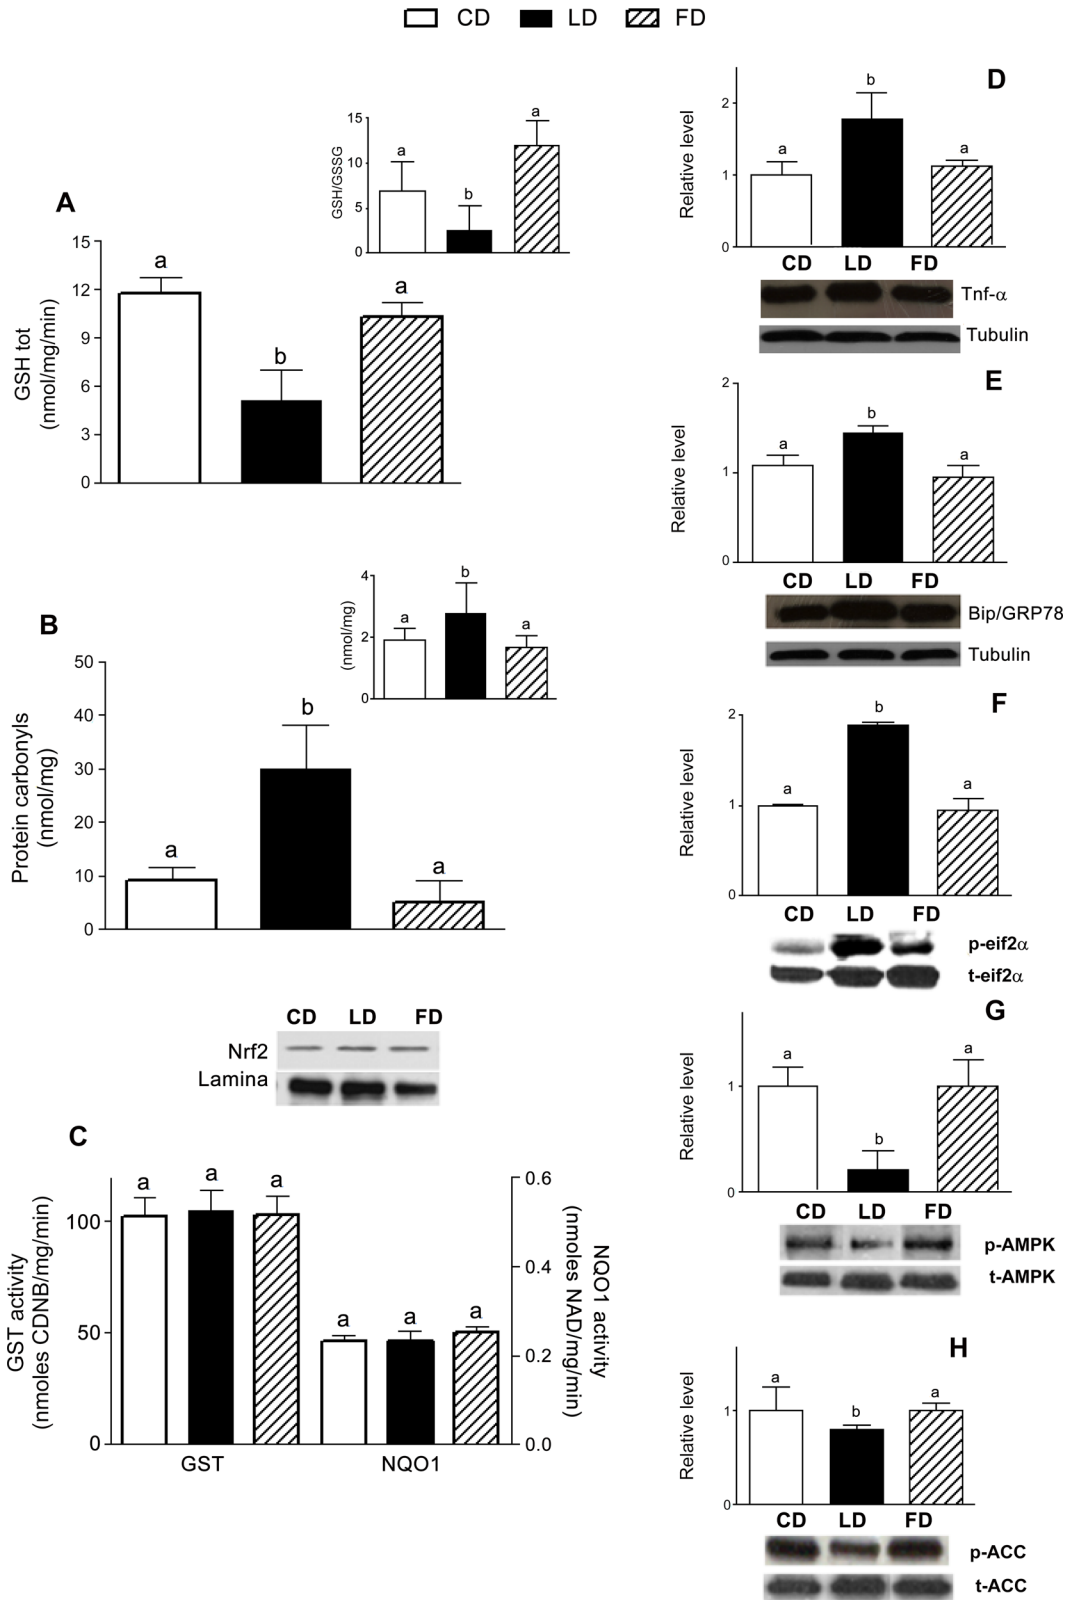 CD LD FD
A
15
12
9
6
3
0
GSH tot
(nmol/mg/min)
a
b
a
15
10
5
0
GSH/GSSG
a
b
a
B
50
40
30
20
10
0
Protein carbonyls
(nmol/mg)
a
b
a
4
2
0
(nmol/mg)
a
b
a
CD LD FD
Nrf2
Lamina
C
100
50
0
GST activity
(nmoles CDNB/mg/min)
a a a
a a a
0.6
0.4
0.2
0.0
NQO1 activity
(nmoles NAD/mg/min)
GST NQO1
D
2
1
0
Relative level
a
b
a
CD LD FD
Tnf-α
Tubulin
E
2
1
0
Relative level
a
b
a
CD LD FD
Bip/GRP78
Tubulin
F
2
1
0
Relative level
a
b
a
CD LD FD
p-eif2α
t-eif2α
G
1
0
Relative level
a
b
a
CD LD FD
p-AMPK
t-AMPK
H
1
0
Relative level
a
b
a
CD LD FD
p-ACC
t-ACC